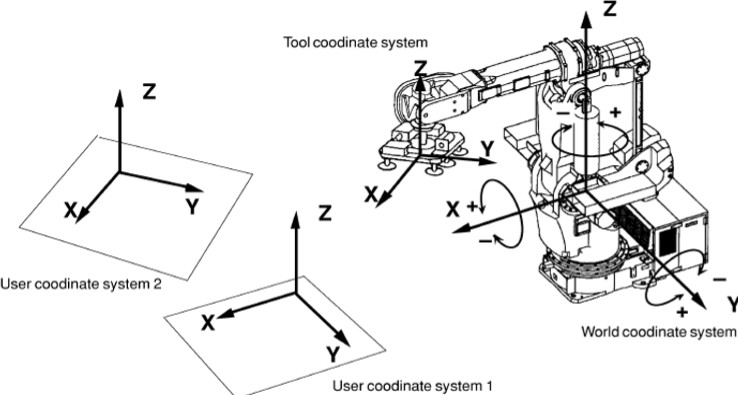 Z
Tool coodinate system
Z
Z
− +
Y
X
X +
−
X
Y
Z
User coodinate system 2
−
Y
+
World coodinate system
X
Y
User coodinate system 1